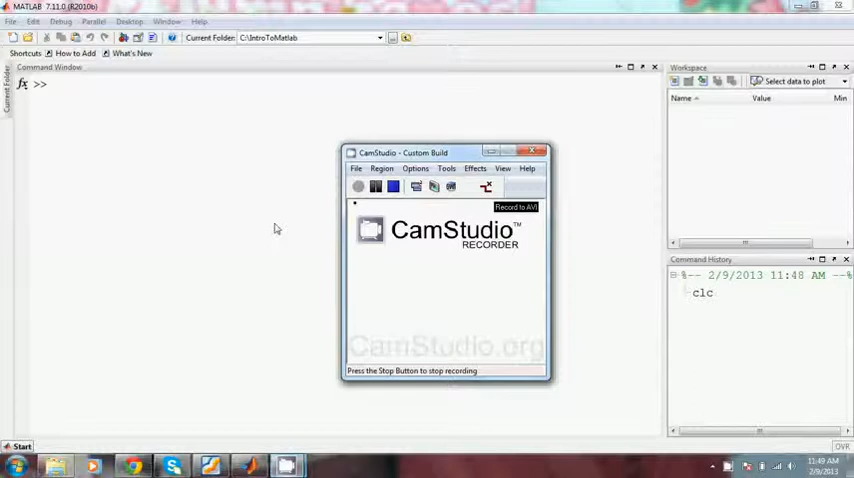 MATLAB 7.11.0 (R2010b)
File Edit Debug Parallel Desktop Window Help
Current Folder: C:\IntroToMatlab
Shortcuts How to Add What's New
Current Folder
Command Window
fx >>
Workspace
Select data to plot
Name Value Min
CamStudio - Custom Build
File Region Options Tools Effects View Help
Record to AVI
CamStudio™
RECORDER
CamStudio.org
Press the Stop Button to stop recording
Command History
%-- 2/9/2013 11:48 AM --%
clc
Start
OVR
11:49 AM
2/9/2013